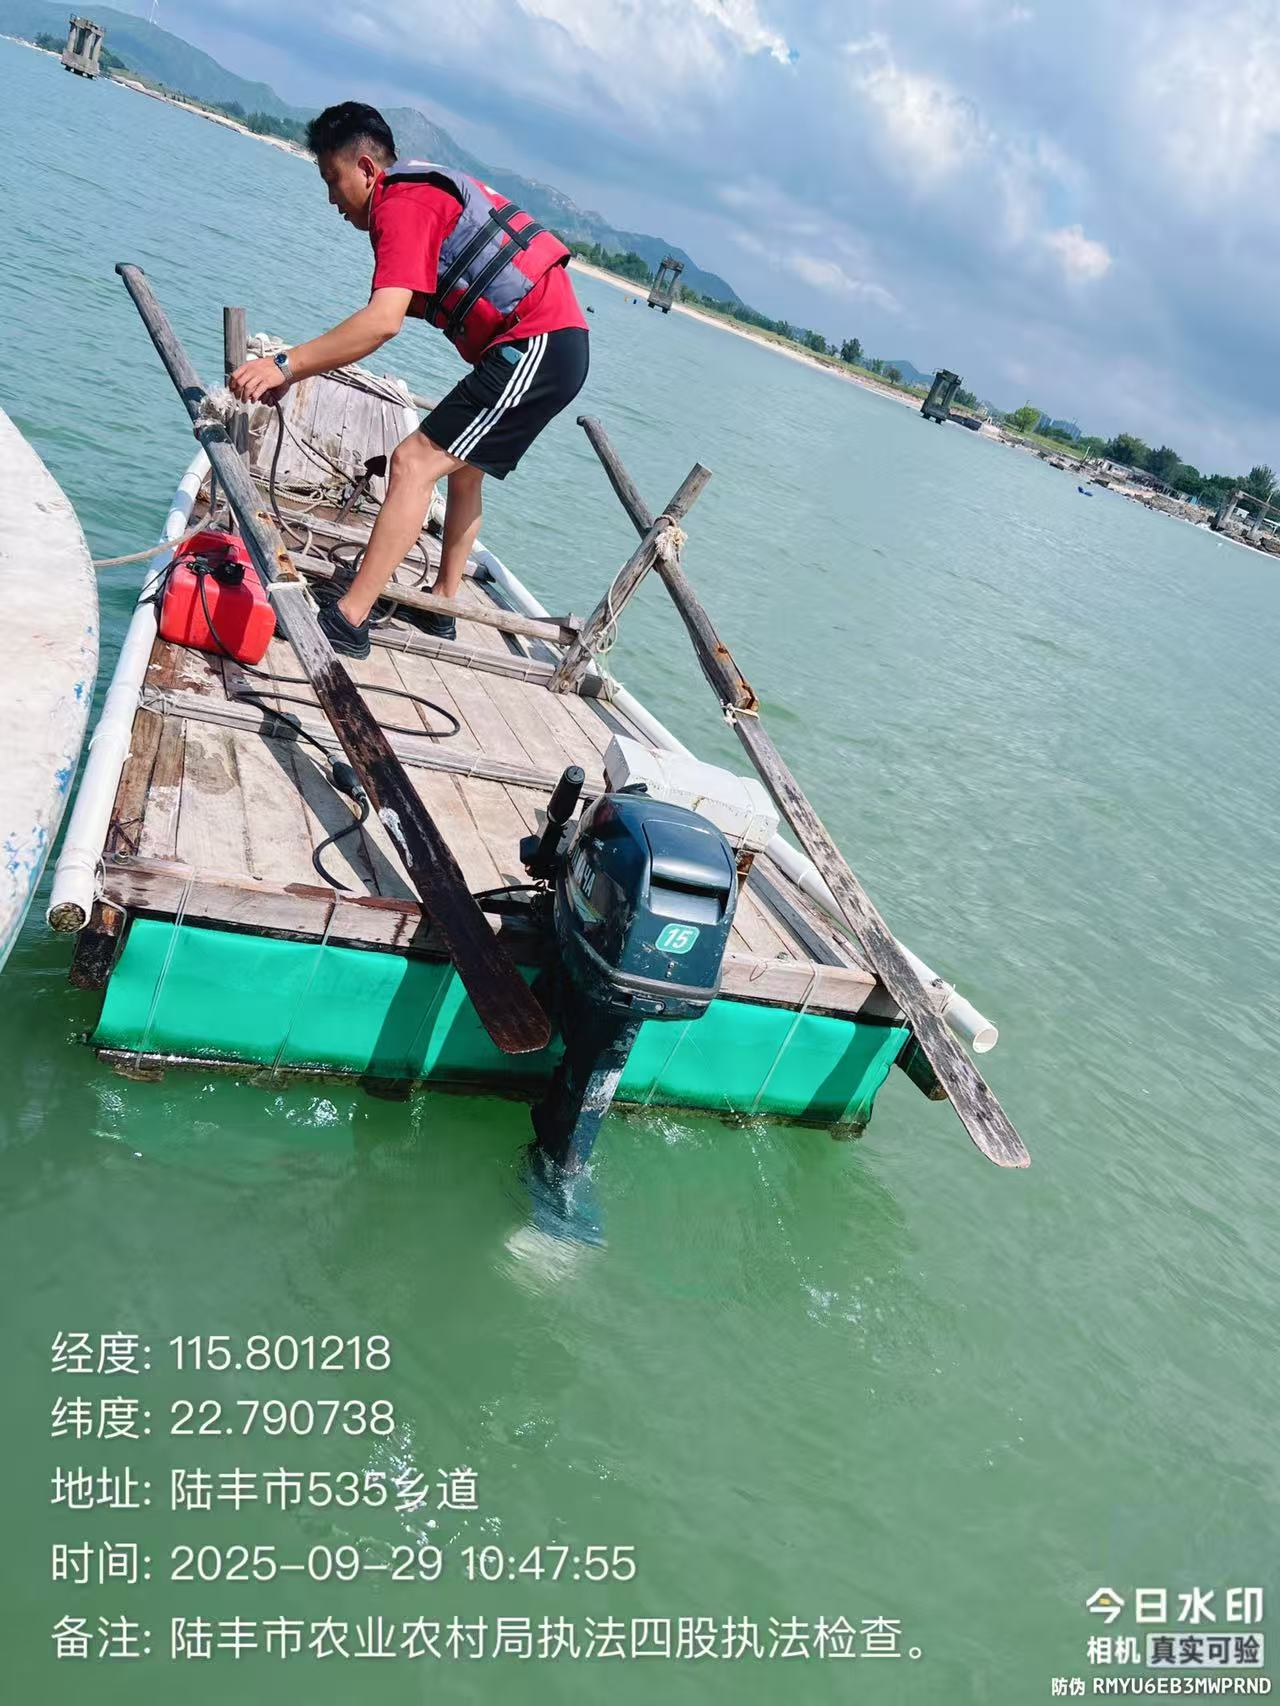 15
经度: 115.801218
纬度: 22.790738
地址: 陆丰市535乡道
时间: 2025-09-29 10:47:55
备注: 陆丰市农业农村局执法四股执法检查。
今日水印
相机 真实可验
防伪 RMYU6EB3MWPRND